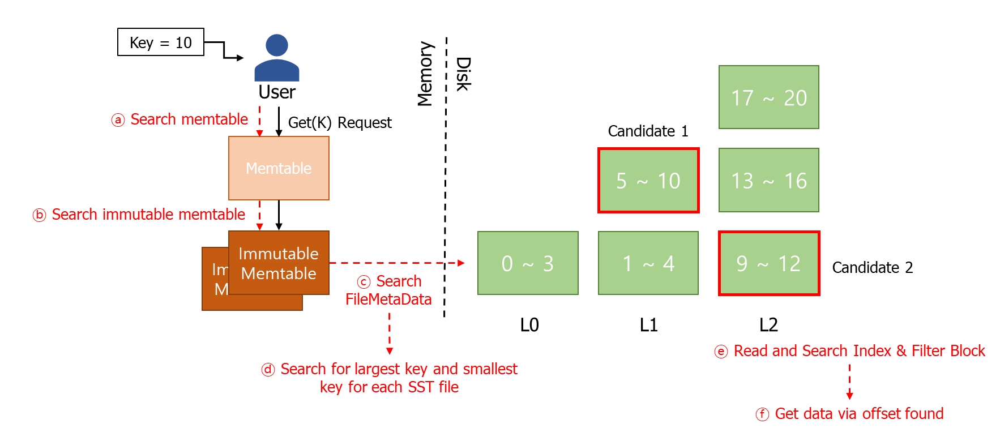 Key = 10
User
ⓐ Search memtable
Get(K) Request
Memtable
ⓑ Search immutable memtable
Immutable
Memtable
Im
M
ⓒ Search
FileMetaData
ⓓ Search for largest key and smallest
key for each SST file
Memory
Disk
Candidate 1
17 ~ 20
5 ~ 10
13 ~ 16
0 ~ 3
1 ~ 4
9 ~ 12
Candidate 2
L0
L1
L2
ⓔ Read and Search Index & Filter Block
ⓕ Get data via offset found